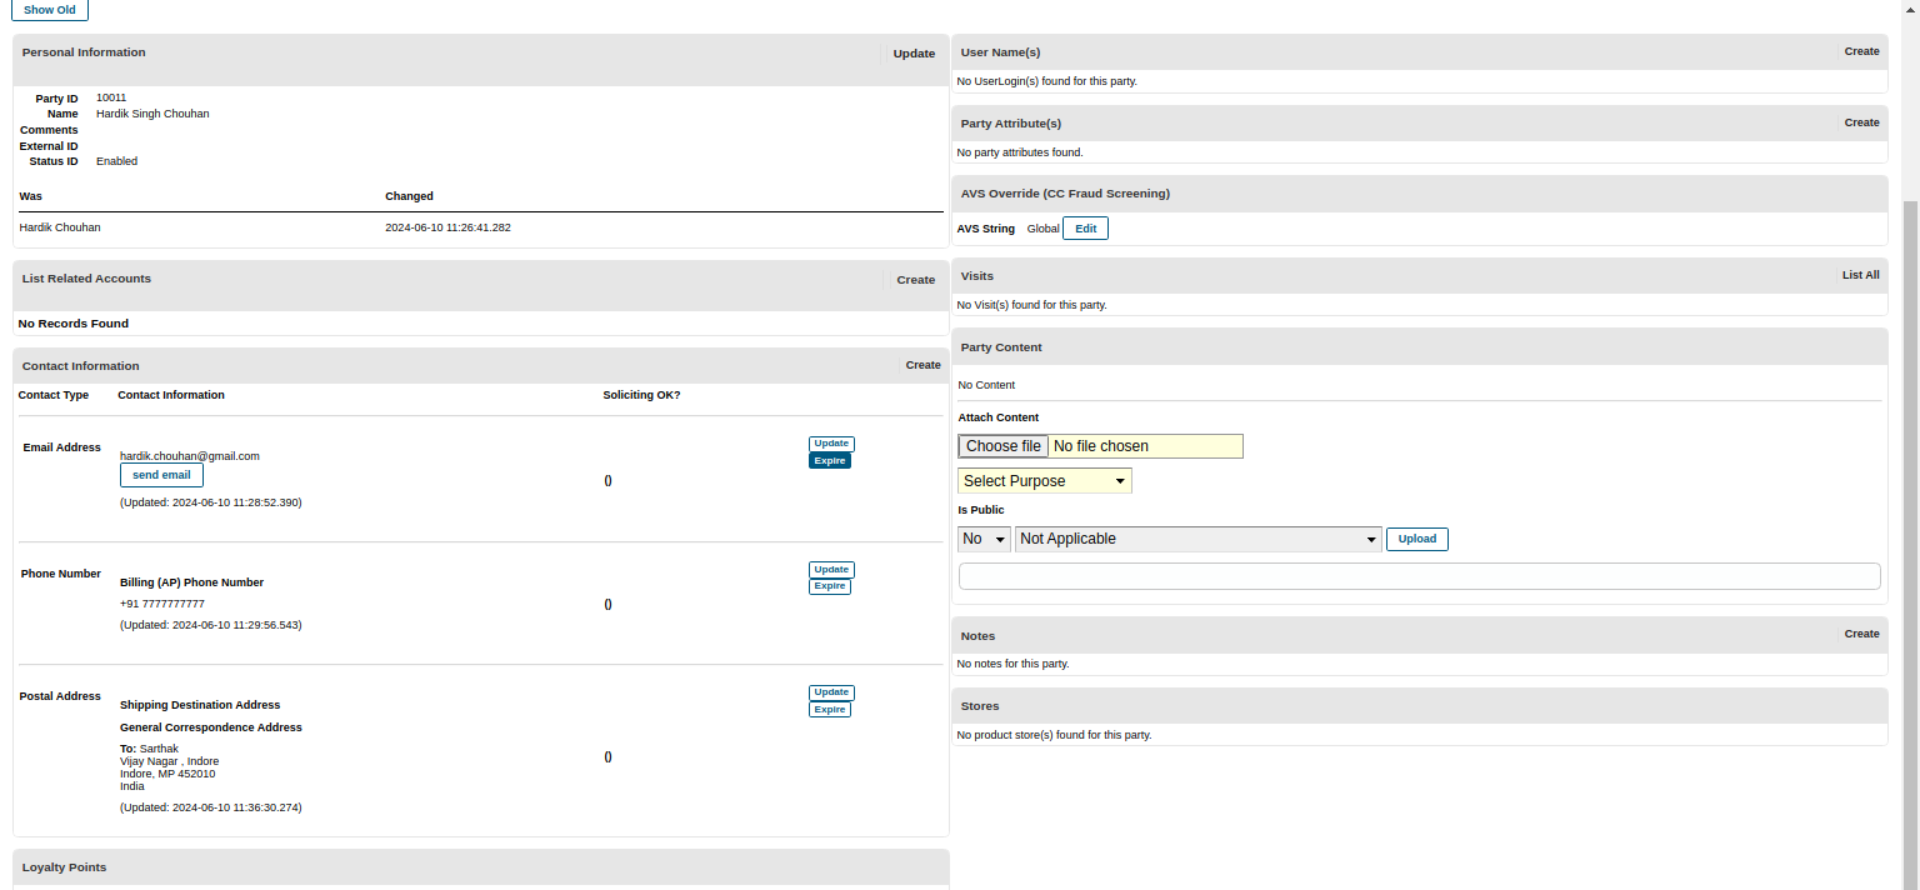 Show Old
Personal Information Update
Party ID 10011
Name Hardik Singh Chouhan
Comments
External ID
Status ID Enabled
Was Changed
Hardik Chouhan 2024-06-10 11:26:41.282
List Related Accounts Create
No Records Found
Contact Information Create
Contact Type Contact Information Soliciting OK?
Email Address
hardik.chouhan@gmail.com
send email
(Updated: 2024-06-10 11:28:52.390)
()
Update
Expire
Phone Number
Billing (AP) Phone Number
+91 7777777777
(Updated: 2024-06-10 11:29:56.543)
()
Update
Expire
Postal Address
Shipping Destination Address
General Correspondence Address
To: Sarthak
Vijay Nagar , Indore
Indore, MP 452010
India
(Updated: 2024-06-10 11:36:30.274)
()
Update
Expire
Loyalty Points
User Name(s) Create
No UserLogin(s) found for this party.
Party Attribute(s) Create
No party attributes found.
AVS Override (CC Fraud Screening)
AVS String Global Edit
Visits List All
No Visit(s) found for this party.
Party Content
No Content
Attach Content
Choose file No file chosen
Select Purpose
Is Public
No Not Applicable Upload
Notes Create
No notes for this party.
Stores
No product store(s) found for this party.